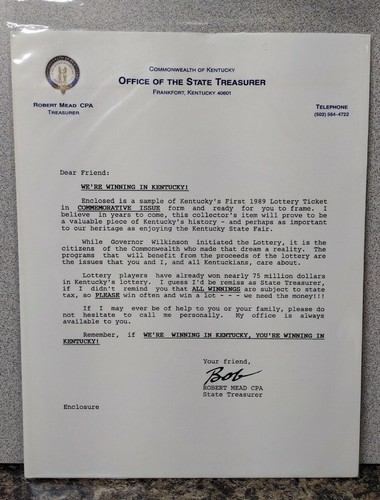 COMMONWEALTH OF KENTUCKY
OFFICE OF THE STATE TREASURER
FRANKFORT, KENTUCKY 40601
ROBERT MEAD CPA
TREASURER
TELEPHONE
(502) 564-4722
Dear Friend:
WE'RE WINNING IN KENTUCKY!
Enclosed is a sample of Kentucky's First 1989 Lottery Ticket
in COMMEMORATIVE ISSUE form and ready for you to frame. I
believe in years to come, this collector's item will prove to be
a valuable piece of Kentucky's history - and perhaps as important
to our heritage as enjoying the Kentucky State Fair.
While Governor Wilkinson initiated the Lottery, it is the
citizens of the Commonwealth who made that dream a reality. The
programs that will benefit from the proceeds of the lottery are
the issues that you and I, and all Kentuckians, care about.
Lottery players have already won nearly 75 million dollars
in Kentucky's lottery. I guess I'd be remiss as State Treasurer,
if I didn't remind you that ALL WINNINGS are subject to state
tax, so PLEASE win often and win a lot - - - we need the money!!!
If I may ever be of help to you or your family, please do
not hesitate to call me personally. My office is always
available to you.
Remember, if WE'RE WINNING IN KENTUCKY, YOU'RE WINNING IN
KENTUCKY!
Your friend,
Bob
ROBERT MEAD CPA
State Treasurer
Enclosure